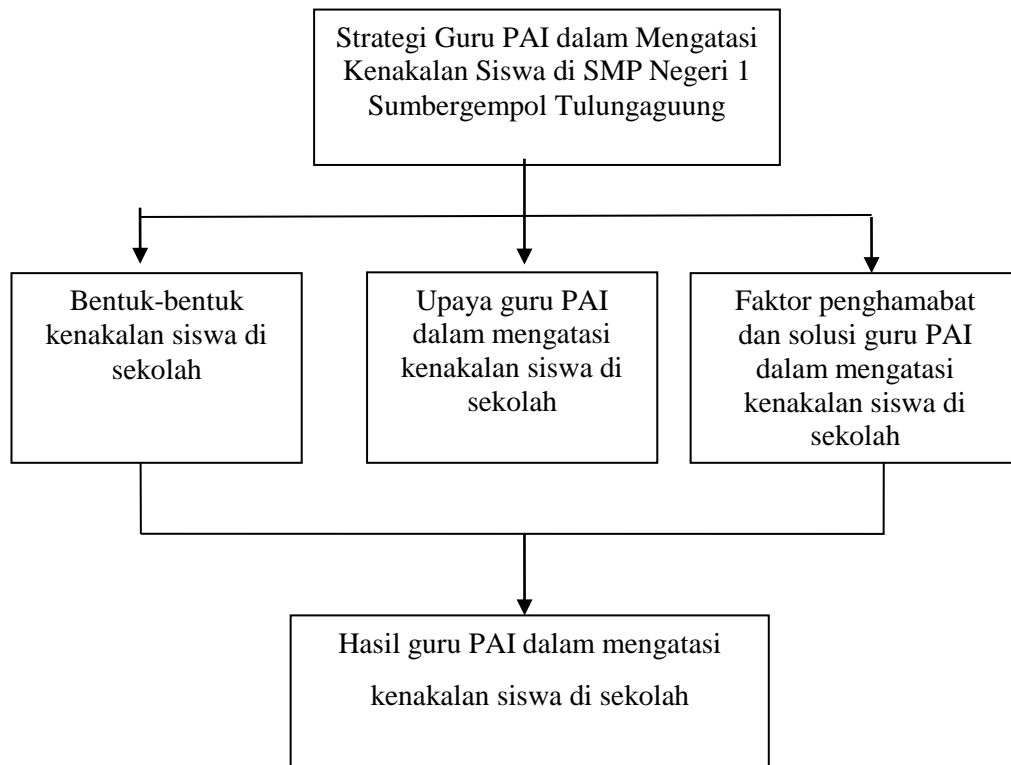 Strategi Guru PAI dalam Mengatasi
Kenakalan Siswa di SMP Negeri 1
Sumbergempol Tulungaguung
Bentuk-bentuk
kenakalan siswa di
sekolah
Upaya guru PAI
dalam mengatasi
kenakalan siswa di
sekolah
Faktor penghamabat
dan solusi guru PAI
dalam mengatasi
kenakalan siswa di
sekolah
Hasil guru PAI dalam mengatasi
kenakalan siswa di sekolah